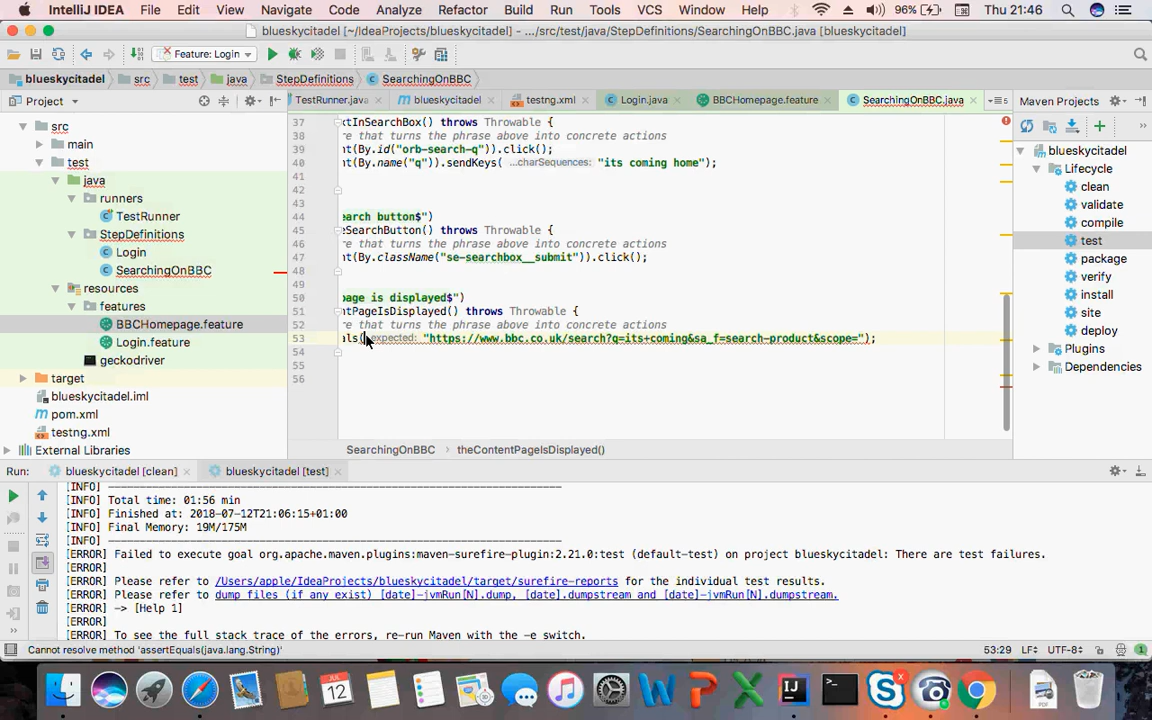 IntelliJ IDEA File Edit View Navigate Code Analyze Refactor Build Run Tools VCS Window Help 96% Thu 21:46
blueskycitadel [~/IdeaProjects/blueskycitadel] - .../src/test/java/StepDefinitions/SearchingOnBBC.java [blueskycitadel]
Feature: Login
blueskycitadel src test java StepDefinitions SearchingOnBBC
Project
TestRunner.java blueskycitadel testng.xml Login.java BBCHomepage.feature SearchingOnBBC.java
Maven Projects
src
main
test
java
runners
TestRunner
StepDefinitions
Login
SearchingOnBBC
resources
features
BBCHomepage.feature
Login.feature
geckodriver
target
blueskycitadel.iml
pom.xml
testng.xml
External Libraries
37 :xtInSearchBox() throws Throwable {
38 re that turns the phrase above into concrete actions
39 nt(By.id("orb-search-q").click();
40 nt(By.name("q")).sendKeys( ...charSequences: "its coming home");
41
42
43
44 earch button$")
45 eSearchButton() throws Throwable {
46 re that turns the phrase above into concrete actions
47 nt(By.className("se-searchbox__submit")).click();
48
49
50 page is displayed$")
51 ntPageIsDisplayed() throws Throwable {
52 re that turns the phrase above into concrete actions
53 als( expected: "https://www.bbc.co.uk/search?q=its+coming&sa_f=search-product&scope=");
54
55
56
SearchingOnBBC theContentPageIsDisplayed()
blueskycitadel
Lifecycle
clean
validate
compile
test
package
verify
install
site
deploy
Plugins
Dependencies
Run: blueskycitadel [clean] blueskycitadel [test]
[INFO] ------------------------------------------------------------------------
[INFO] Total time: 01:56 min
[INFO] Finished at: 2018-07-12T21:06:15+01:00
[INFO] Final Memory: 19M/175M
[INFO] ------------------------------------------------------------------------
[ERROR] Failed to execute goal org.apache.maven.plugins:maven-surefire-plugin:2.21.0:test (default-test) on project blueskycitadel: There are test failures.
[ERROR]
[ERROR] Please refer to /Users/apple/IdeaProjects/blueskycitadel/target/surefire-reports for the individual test results.
[ERROR] Please refer to dump files (if any exist) [date]-jvmRun[N].dump, [date].dumpstream and [date]-jvmRun[N].dumpstream.
[ERROR] -> [Help 1]
[ERROR]
[ERROR] To see the full stack trace of the errors, re-run Maven with the -e switch.
Cannot resolve method 'assertEquals(java.lang.String)' 53:29 LF÷ UTF-8÷ 1
JUL
12